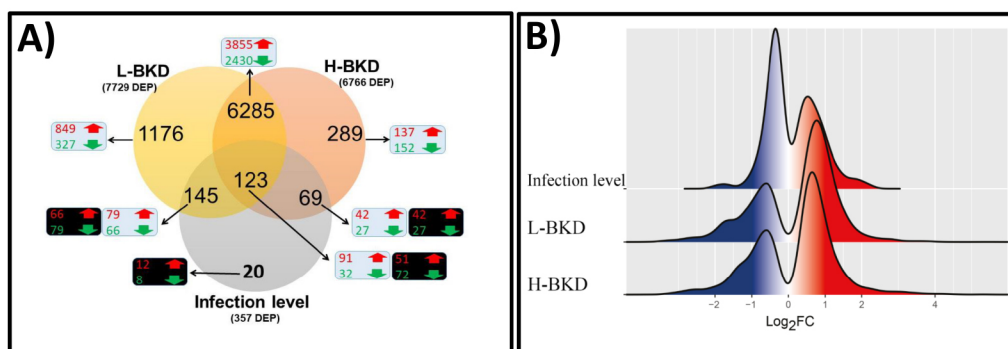 A)
L-BKD
(7729 DEP)
3855
2430
H-BKD
(6766 DEP)
849
327
1176
6285
289
137
152
145
123
69
66
79
79
66
42
27
42
27
12
8
20
91
32
51
72
Infection level
(357 DEP)
B)
Infection level
L-BKD
H-BKD
−2 −1 0 1 2 4
Log₂FC